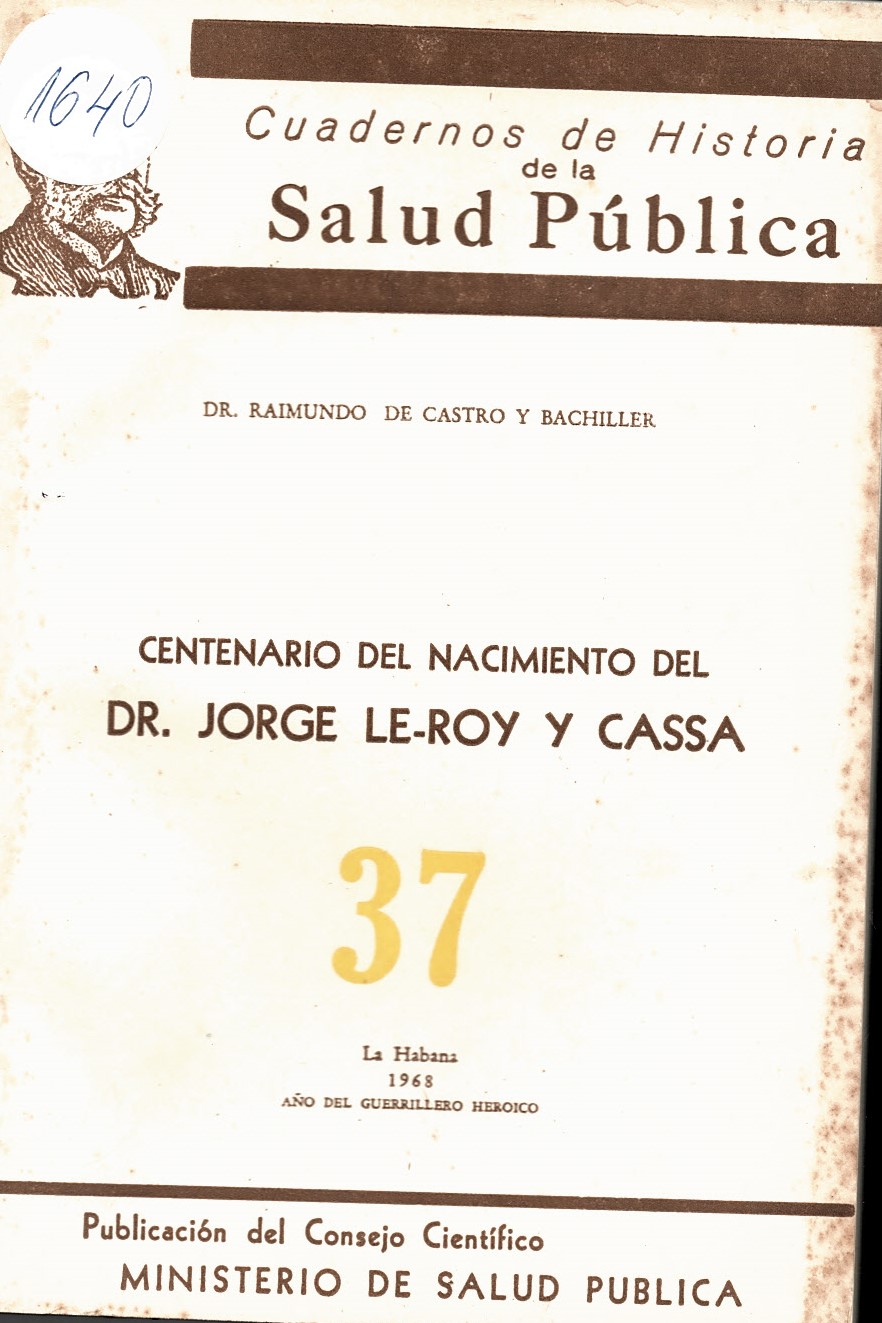 1640
Cuadernos de Historia
de la
Salud Pública
DR. RAIMUNDO DE CASTRO Y BACHILLER
CENTENARIO DEL NACIMIENTO DEL
DR. JORGE LE-ROY Y CASSA
37
La Habana
1968
AÑO DEL GUERRILLERO HEROICO
Publicación del Consejo Científico
MINISTERIO DE SALUD PUBLICA